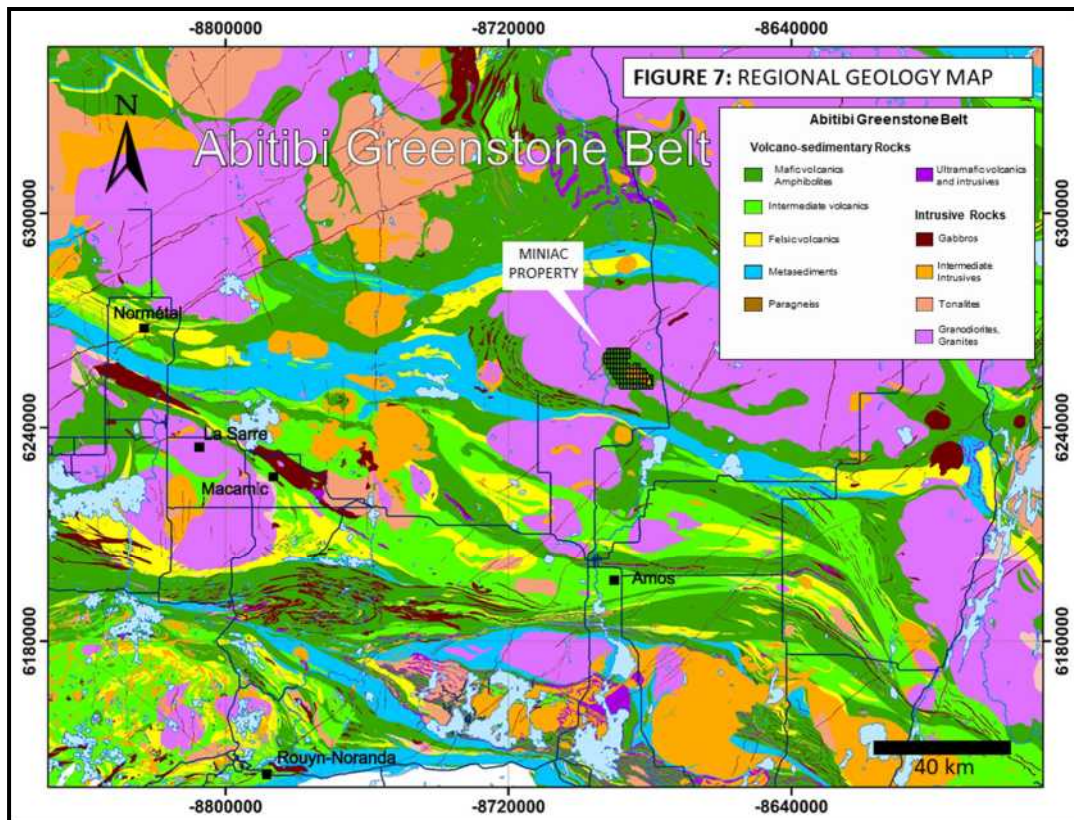 -8800000
-8720000
-8640000
FIGURE 7: REGIONAL GEOLOGY MAP
N
Abitibi Greenstone Belt
Abitibi Greenstone Belt
Volcano-sedimentary Rocks
Mafic volcanics
Amphibolites
Intermediate volcanics
Felsic volcanics
Metasediments
Paragneiss
Ultramafic volcanics
and intrusives
Intrusive Rocks
Gabbros
Intermediate
Intrusives
Tonalites
Granodiorites,
Granites
6300000
6300000
MINIAC
PROPERTY
Normétal
6240000
6240000
La Sarre
Macamic
Amos
6180000
6180000
Rouyn-Noranda
40 km
-8800000
-8720000
-8640000